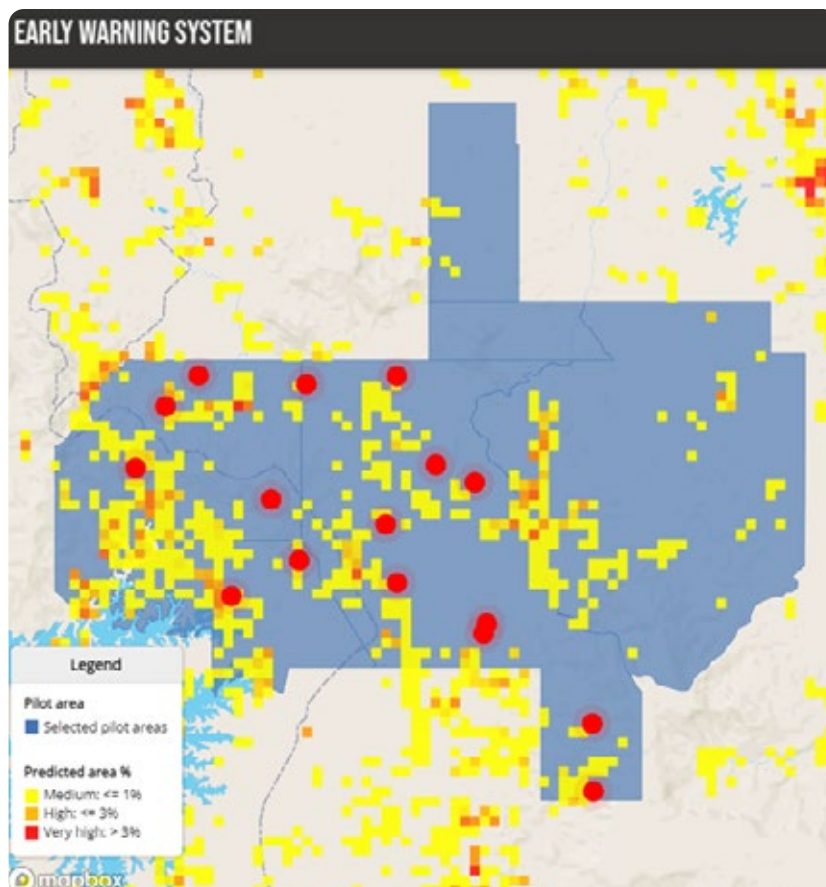 EARLY WARNING SYSTEM
Legend
Pilot area
Selected pilot areas
Predicted area %
Medium: <= 1%
High: <= 3%
Very high: > 3%
mapbox